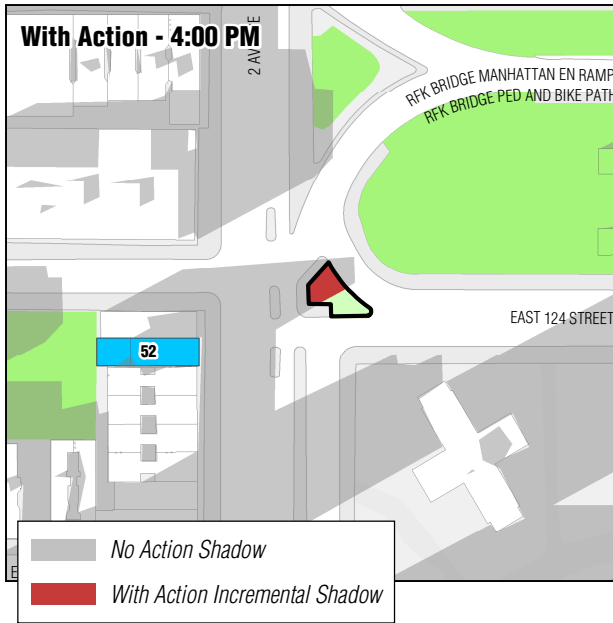 With Action - 4:00 PM
2 AV
E
RFK BRIDGE MANHATTAN EN RAMP
RFK BRIDGE PED AND BIKE PATH
EAST 124 STREET
52
No Action Shadow
With Action Incremental Shadow
E